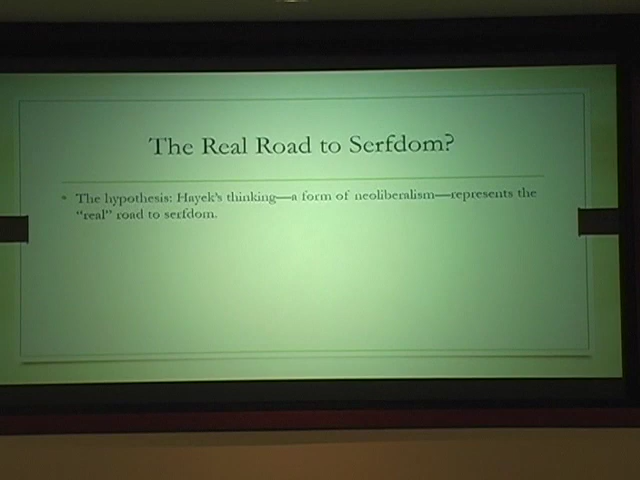 The Real Road to Serfdom?
The hypothesis: Hayek's thinking—a form of neoliberalism—represents the
“real” road to serfdom.